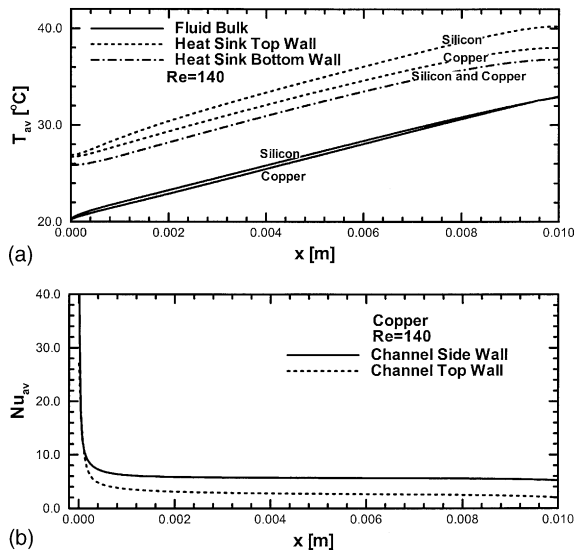 40.0
Fluid Bulk
Heat Sink Top Wall
Heat Sink Bottom Wall
Re=140
Silicon
Copper
Silicon and Copper
Tav [°C]
30.0
Silicon
Copper
20.0
0.000 0.002 0.004 0.006 0.008 0.010
(a)
x [m]
40.0
Copper
Re=140
Channel Side Wall
Channel Top Wall
30.0
Nuav
20.0
10.0
0.0
0.000 0.002 0.004 0.006 0.008 0.010
(b)
x [m]